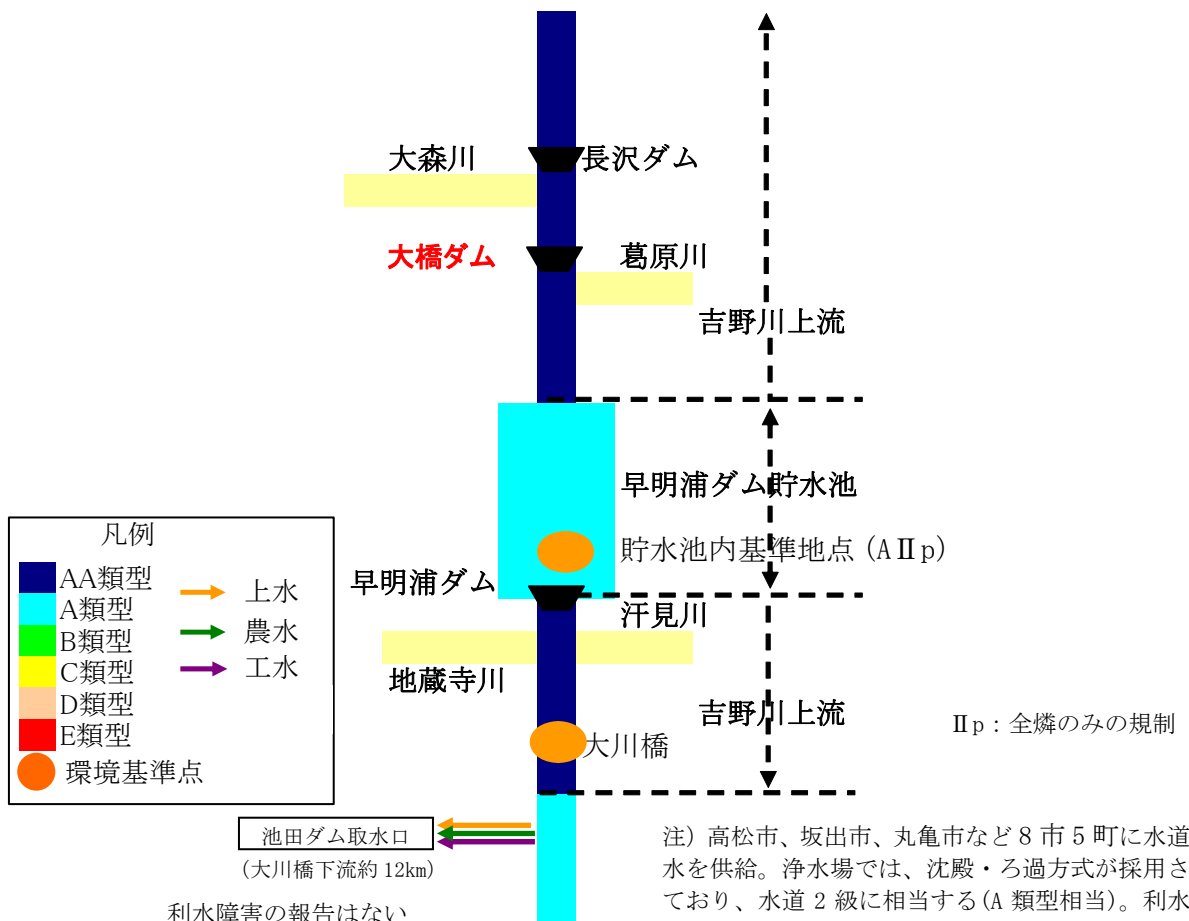 大森川
長沢ダム
大橋ダム
葛原川
吉野川上流
早明浦ダム貯水池
貯水池内基準地点 (AⅡp)
早明浦ダム
汗見川
地蔵寺川
吉野川上流
大川橋
Ⅱp：全燐のみの規制
凡例
AA類型
A類型
B類型
C類型
D類型
E類型
環境基準点
上水
農水
工水
池田ダム取水口
(大川橋下流約 12km)
利水障害の報告はない
注）高松市、坂出市、丸亀市など８市５町に水道
水を供給。浄水場では、沈殿・ろ過方式が採用さ
ており、水道 2 級に相当する(A 類型相当)。利水